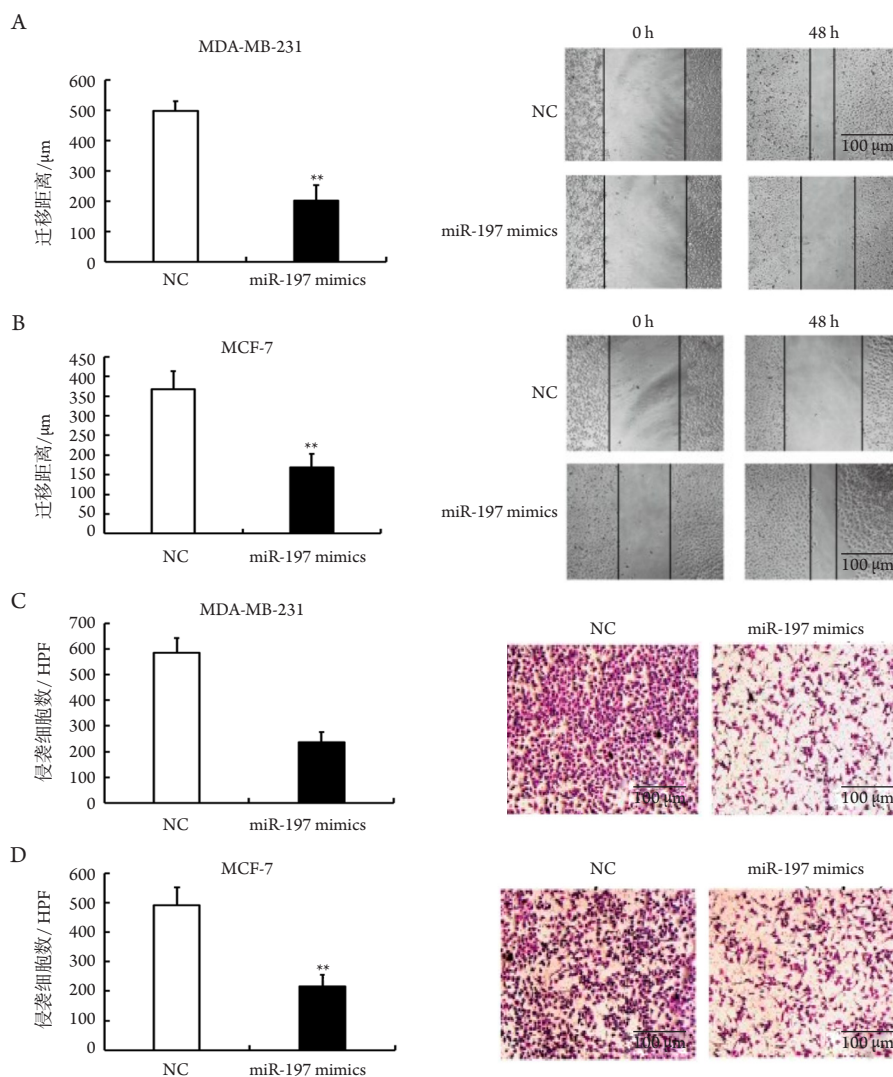 A
MDA-MB-231
600
500
400
300
200
100
0
迁移距离/μm
**
NC
miR-197 mimics
0 h
48 h
NC
miR-197 mimics
100 μm
B
MCF-7
450
400
350
300
250
200
150
100
50
0
迁移距离/μm
**
NC
miR-197 mimics
0 h
48 h
NC
miR-197 mimics
100 μm
C
MDA-MB-231
700
600
500
400
300
200
100
0
侵袭细胞数/ HPF
NC
miR-197 mimics
NC
miR-197 mimics
100 μm
100 μm
D
MCF-7
600
500
400
300
200
100
0
侵袭细胞数/ HPF
**
NC
miR-197 mimics
NC
miR-197 mimics
100 μm
100 μm